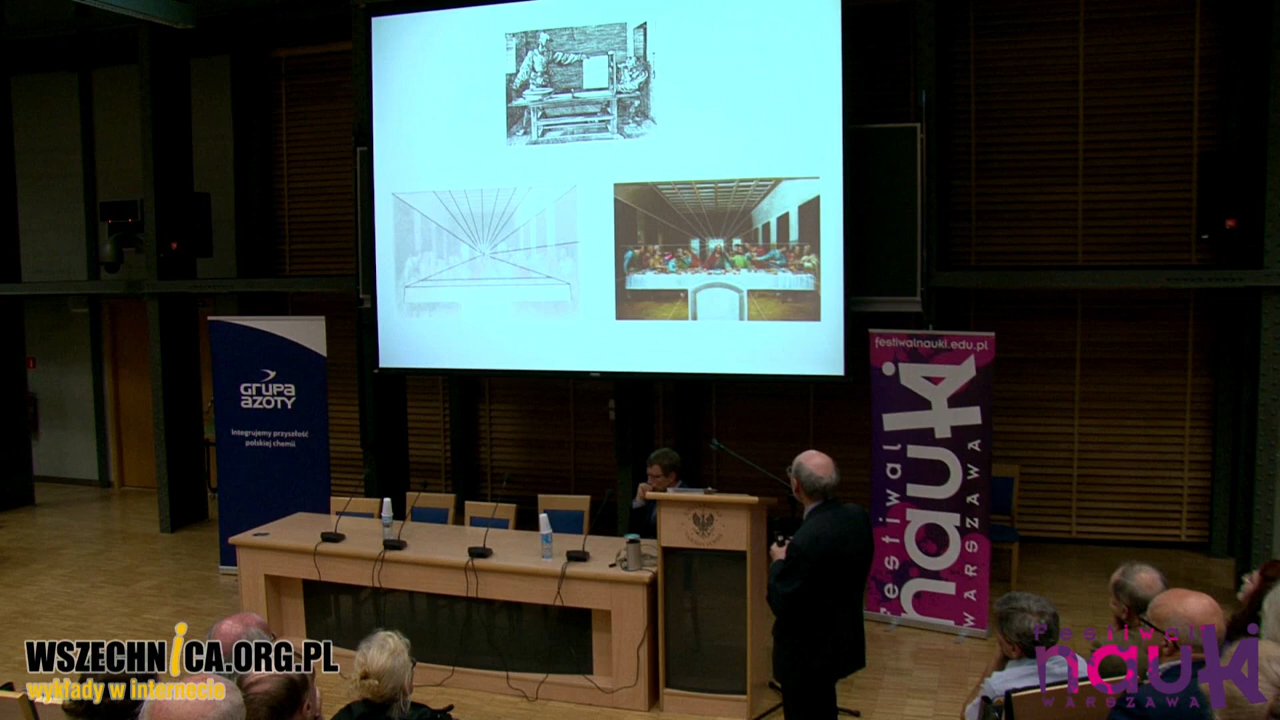 GRUPA
AZOTY
Integrujemy przyszłość
polskiej chemii
festiwalnauki.edu.pl
festiwal
nauki
WARSZAWA
WSZECHNiCA.ORG.PL
wykłady w internecie
festiwal
nauki
WARSZAWA